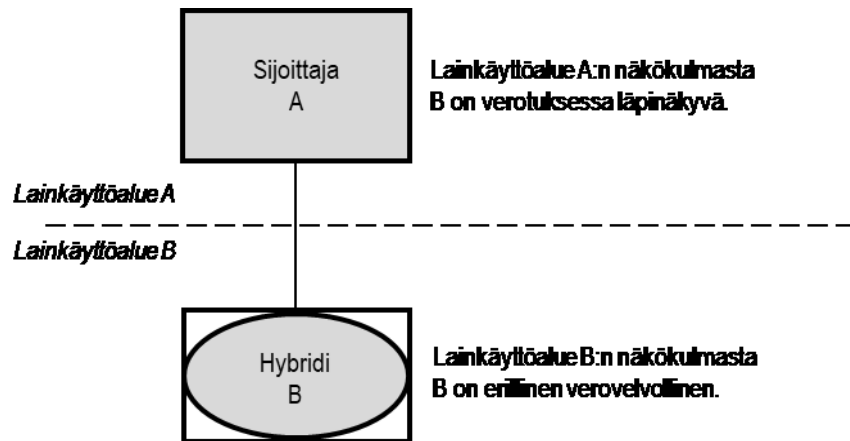 Sijoittaja
A
Lainkäyttöalue A:n näkökulmasta
B on verotuksessa läpinäkyvä.
Lainkäyttöalue A
Lainkäyttöalue B
Hybridi
B
Lainkäyttöalue B:n näkökulmasta
B on erillinen verovelvollinen.